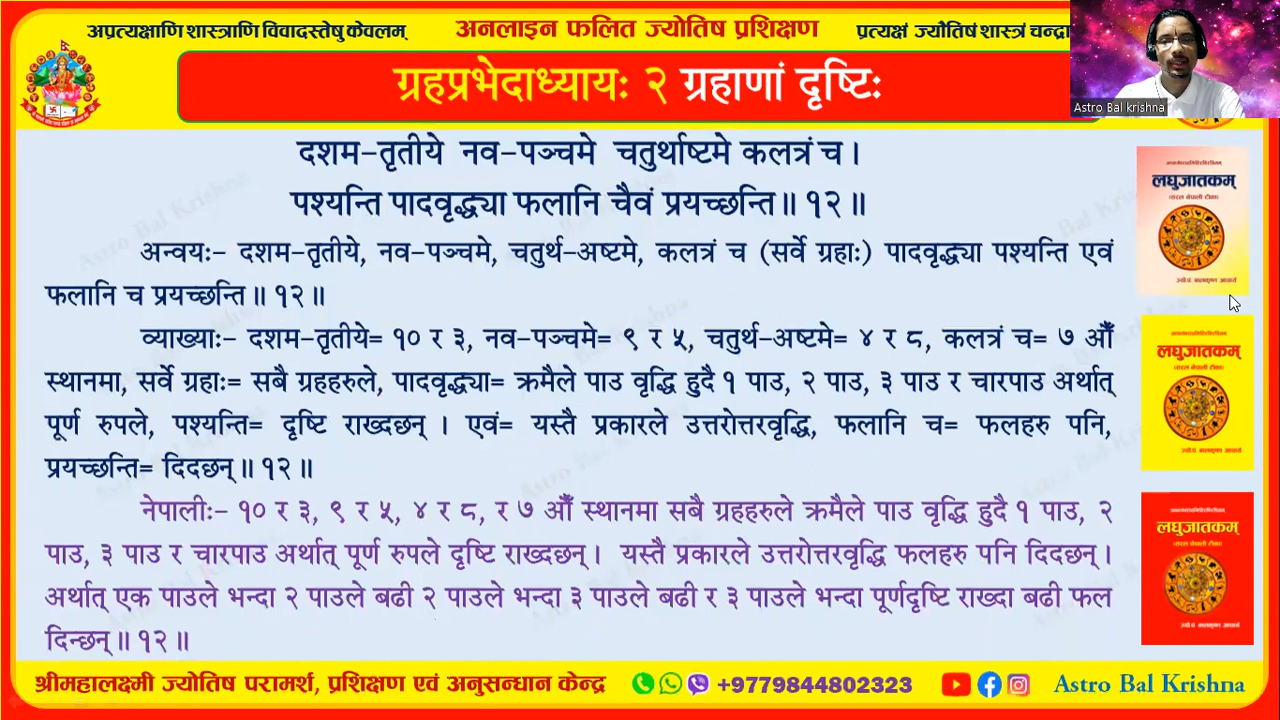 अप्रत्यक्षाणि शास्त्राणि विवादस्तेषु केवलम्
अनलाइन फलित ज्योतिष प्रशिक्षण
प्रत्यक्षं ज्यौतिषं शास्त्रं चन्द्रा
Astro Bal krishna
ग्रहप्रभेदाध्यायः २ ग्रहाणां दृष्टिः
दशम-तृतीये नव-पञ्चमे चतुर्थाष्टमे कलत्रं च ।
पश्यन्ति पादवृद्ध्या फलानि चैवं प्रयच्छन्ति॥ १२॥
अन्वयः- दशम-तृतीये, नव-पञ्चमे, चतुर्थ-अष्टमे, कलत्रं च (सर्वे ग्रहाः) पादवृद्ध्या पश्यन्ति एवं
फलानि च प्रयच्छन्ति॥ १२॥
व्याख्याः- दशम-तृतीये= १० र ३, नव-पञ्चमे= ९ र ५, चतुर्थ-अष्टमे= ४ र ८, कलत्रं च= ७ औँ
स्थानमा, सर्वे ग्रहाः= सबै ग्रहहरुले, पादवृद्ध्या= क्रमैले पाउ वृद्धि हुदै १ पाउ, २ पाउ, ३ पाउ र चारपाउ अर्थात्
पूर्ण रुपले, पश्यन्ति= दृष्टि राख्दछन् । एवं= यस्तै प्रकारले उत्तरोत्तरवृद्धि, फलानि च= फलहरु पनि,
प्रयच्छन्ति= दिदछन्॥ १२॥
नेपालीः- १० र ३, ९ र ५, ४ र ८, र ७ औँ स्थानमा सबै ग्रहहरुले क्रमैले पाउ वृद्धि हुदै १ पाउ, २
पाउ, ३ पाउ र चारपाउ अर्थात् पूर्ण रुपले दृष्टि राख्दछन्। यस्तै प्रकारले उत्तरोत्तरवृद्धि फलहरु पनि दिदछन्।
अर्थात् एक पाउले भन्दा २ पाउले बढी २ पाउले भन्दा ३ पाउले बढी र ३ पाउले भन्दा पूर्णदृष्टि राख्दा बढी फल
दिन्छन्॥ १२॥
लघुजातकम्
लघुजातकम्
लघुजातकम्
श्रीमहालक्ष्मी ज्योतिष परामर्श, प्रशिक्षण एवं अनुसन्धान केन्द्र
+9779844802323
Astro Bal Krishna